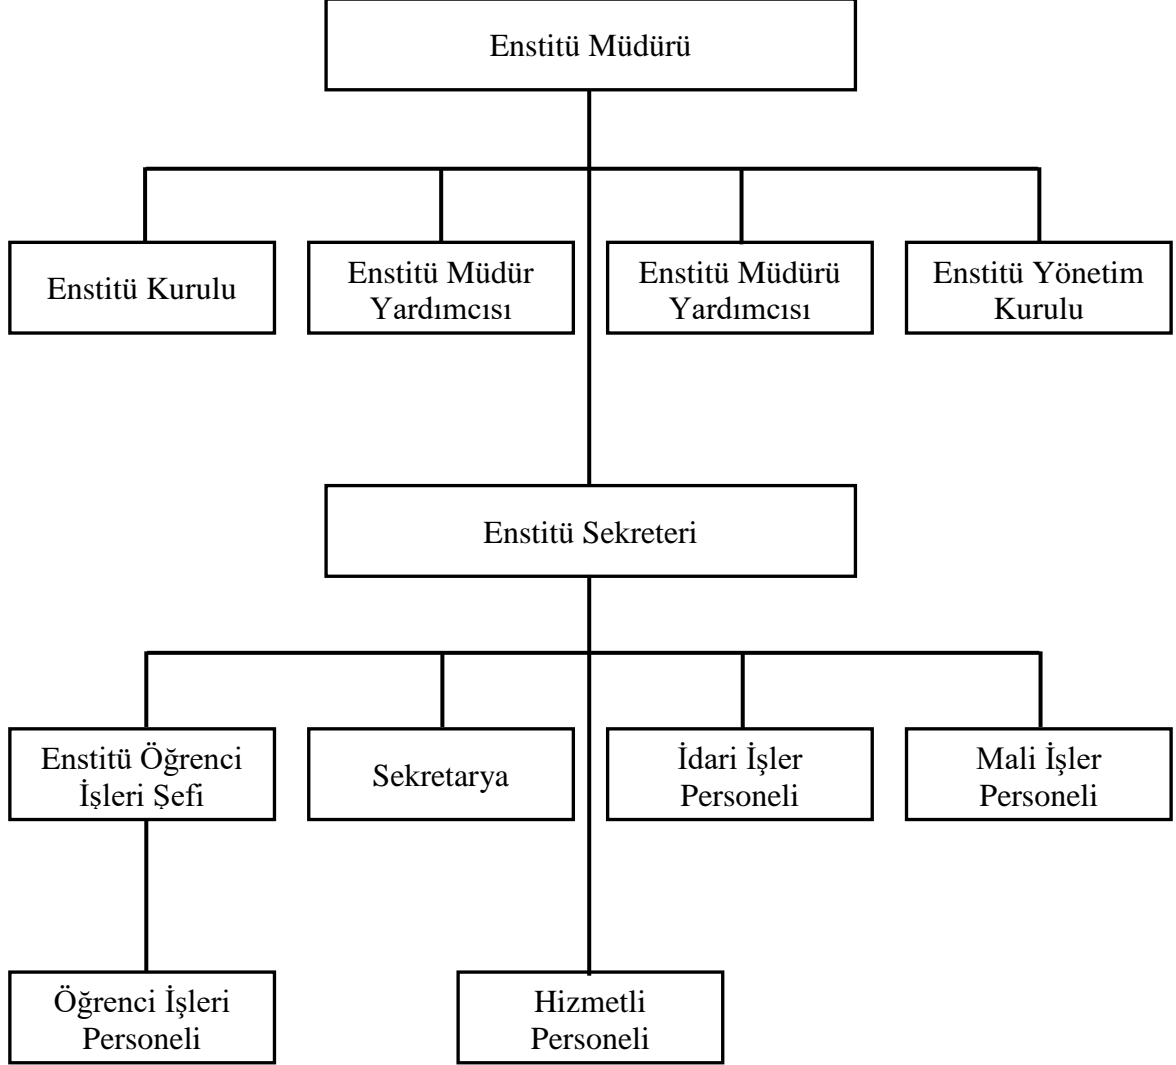 Enstitü Müdürü
Enstitü Kurulu
Enstitü Müdür
Yardımcısı
Enstitü Müdürü
Yardımcısı
Enstitü Yönetim
Kurulu
Enstitü Sekreteri
Enstitü Öğrenci
İşleri Şefi
Sekretarya
İdari İşler
Personeli
Mali İşler
Personeli
Öğrenci İşleri
Personeli
Hizmetli
Personeli